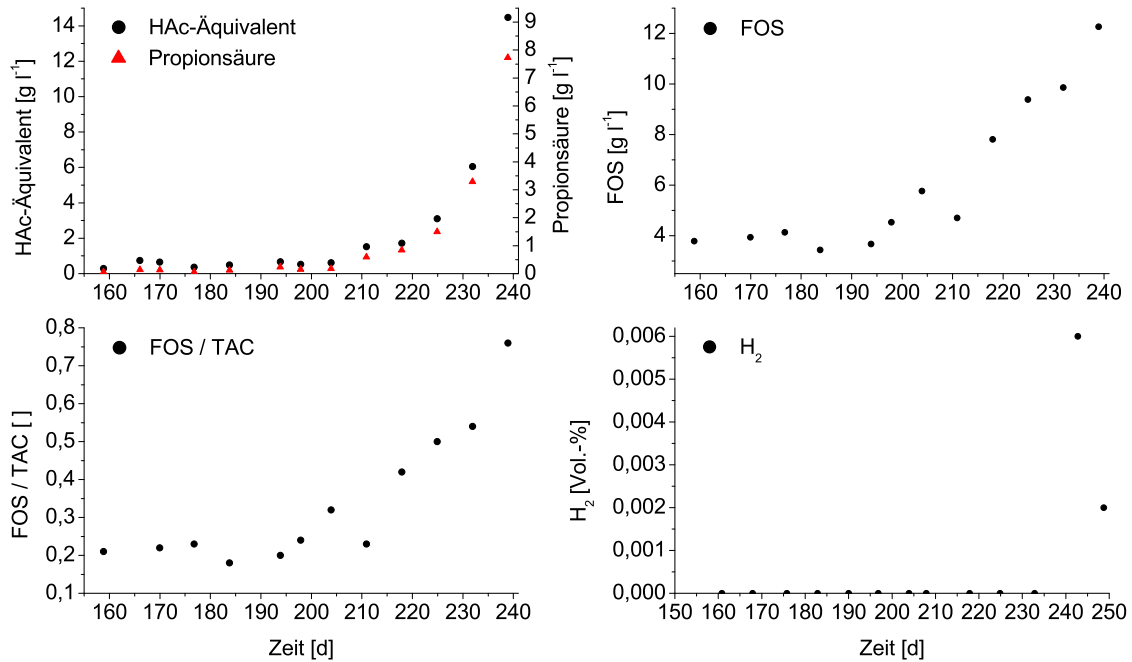 HAc-Äquivalent
Propionsäure
HAc-Äquivalent [g l⁻¹]
0 2 4 6 8 10 12 14
Propionsäure [g l⁻¹]
0 1 2 3 4 5 6 7 8 9
160 170 180 190 200 210 220 230 240
FOS
FOS [g l⁻¹]
4 6 8 10 12
160 170 180 190 200 210 220 230 240
FOS / TAC
FOS / TAC [ ]
0,1 0,2 0,3 0,4 0,5 0,6 0,7 0,8
160 170 180 190 200 210 220 230 240
Zeit [d]
H₂
H₂ [Vol.-%]
0,000 0,001 0,002 0,003 0,004 0,005 0,006
150 160 170 180 190 200 210 220 230 240 250
Zeit [d]